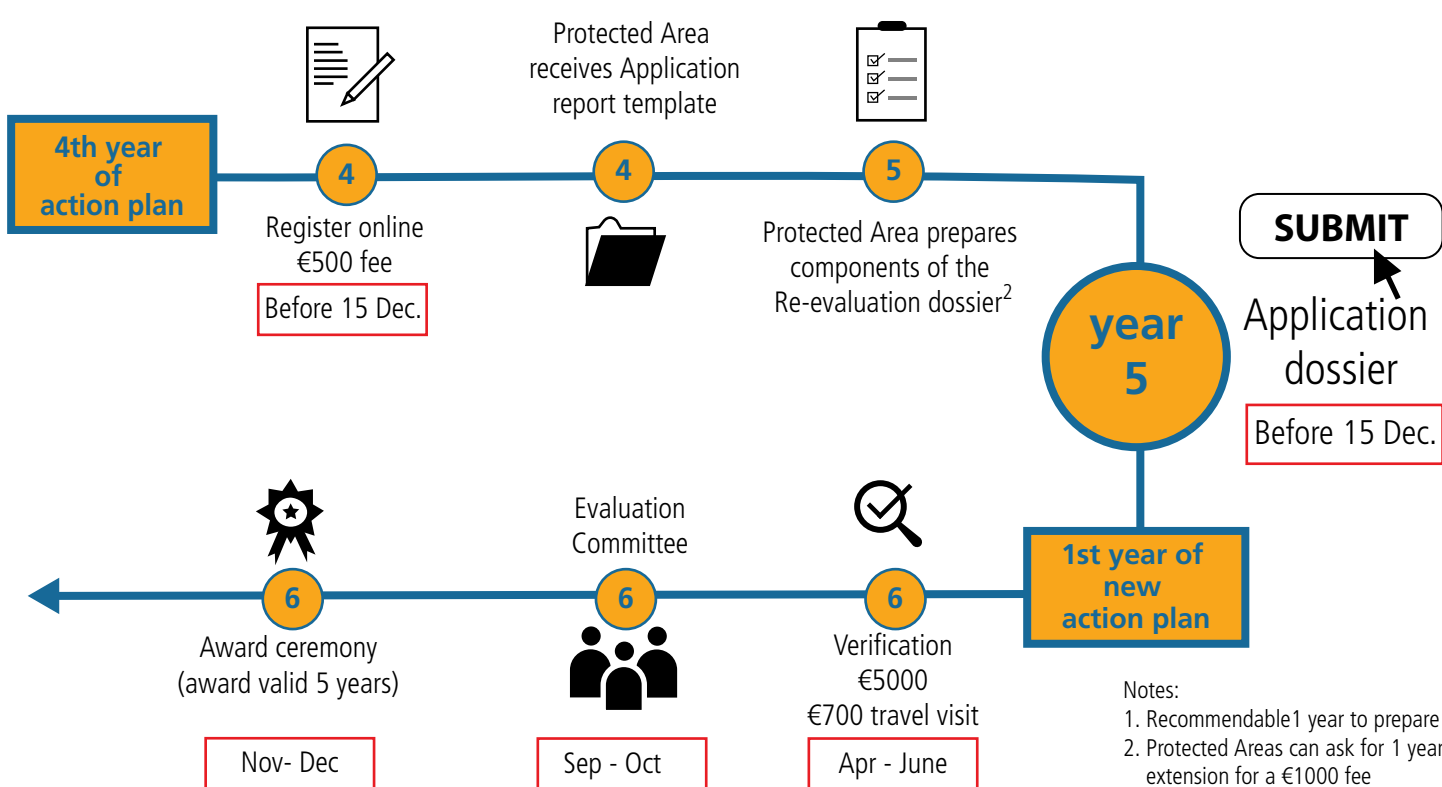 4th year
of
action plan
4
Register online
€500 fee
Before 15 Dec.
Protected Area
receives Application
report template
4
5
Protected Area prepares
components of the
Re-evaluation dossier2
year
5
SUBMIT
Application
dossier
Before 15 Dec.
1st year of
new
action plan
6
Verification
€5000
€700 travel visit
Apr - June
Evaluation
Committee
6
Sep - Oct
6
Award ceremony
(award valid 5 years)
Nov- Dec
Notes:
1. Recommendable1 year to prepare
2. Protected Areas can ask for 1 year
extension for a €1000 fee